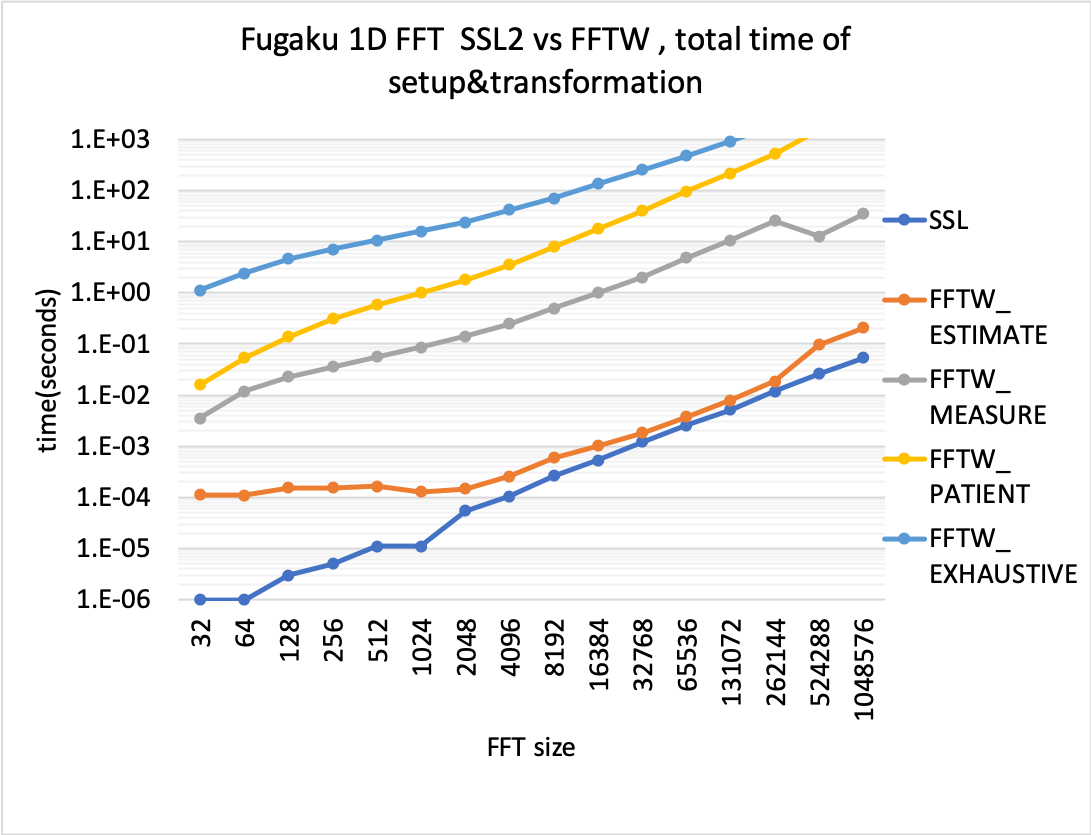 Fugaku 1D FFT  SSL2 vs FFTW , total time of
setup&transformation
1.E+03
1.E+02
1.E+01
1.E+00
1.E-01
1.E-02
1.E-03
1.E-04
1.E-05
1.E-06
time(seconds)
32
64
128
256
512
1024
2048
4096
8192
16384
32768
65536
131072
262144
524288
1048576
FFT size
SSL
FFTW_
ESTIMATE
FFTW_
MEASURE
FFTW_
PATIENT
FFTW_
EXHAUSTIVE